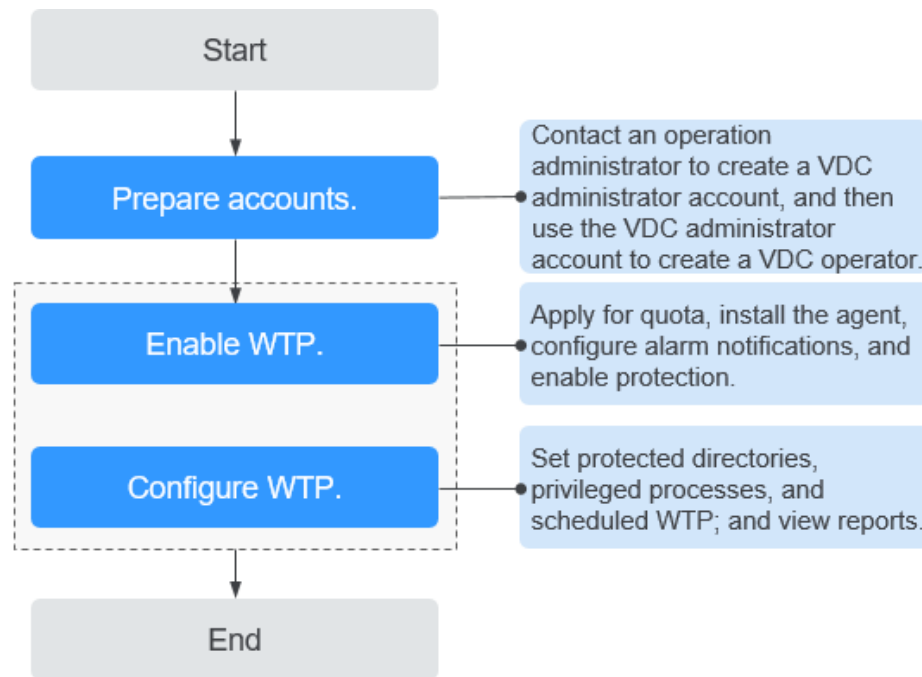 Start
Prepare accounts.
Contact an operation
administrator to create a VDC
administrator account, and then
use the VDC administrator
account to create a VDC operator.
Enable WTP.
Apply for quota, install the agent,
configure alarm notifications, and
enable protection.
Configure WTP.
Set protected directories,
privileged processes, and
scheduled WTP; and view reports.
End